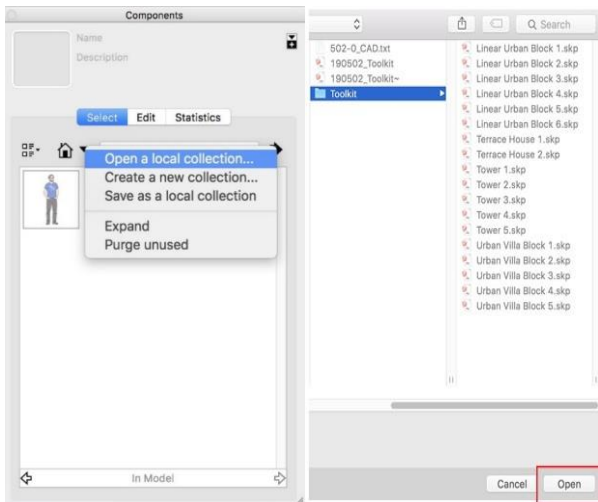 Components
Name
Description
Select Edit Statistics
Open a local collection...
Create a new collection...
Save as a local collection
Expand
Purge unused
In Model
Search
502-0_CAD.txt
190502_Toolkit
190502_Toolkit~
Toolkit
Linear Urban Block 1.skp
Linear Urban Block 2.skp
Linear Urban Block 3.skp
Linear Urban Block 4.skp
Linear Urban Block 5.skp
Linear Urban Block 6.skp
Terrace House 1.skp
Terrace House 2.skp
Tower 1.skp
Tower 2.skp
Tower 3.skp
Tower 4.skp
Tower 5.skp
Urban Villa Block 1.skp
Urban Villa Block 2.skp
Urban Villa Block 3.skp
Urban Villa Block 4.skp
Urban Villa Block 5.skp
Cancel Open